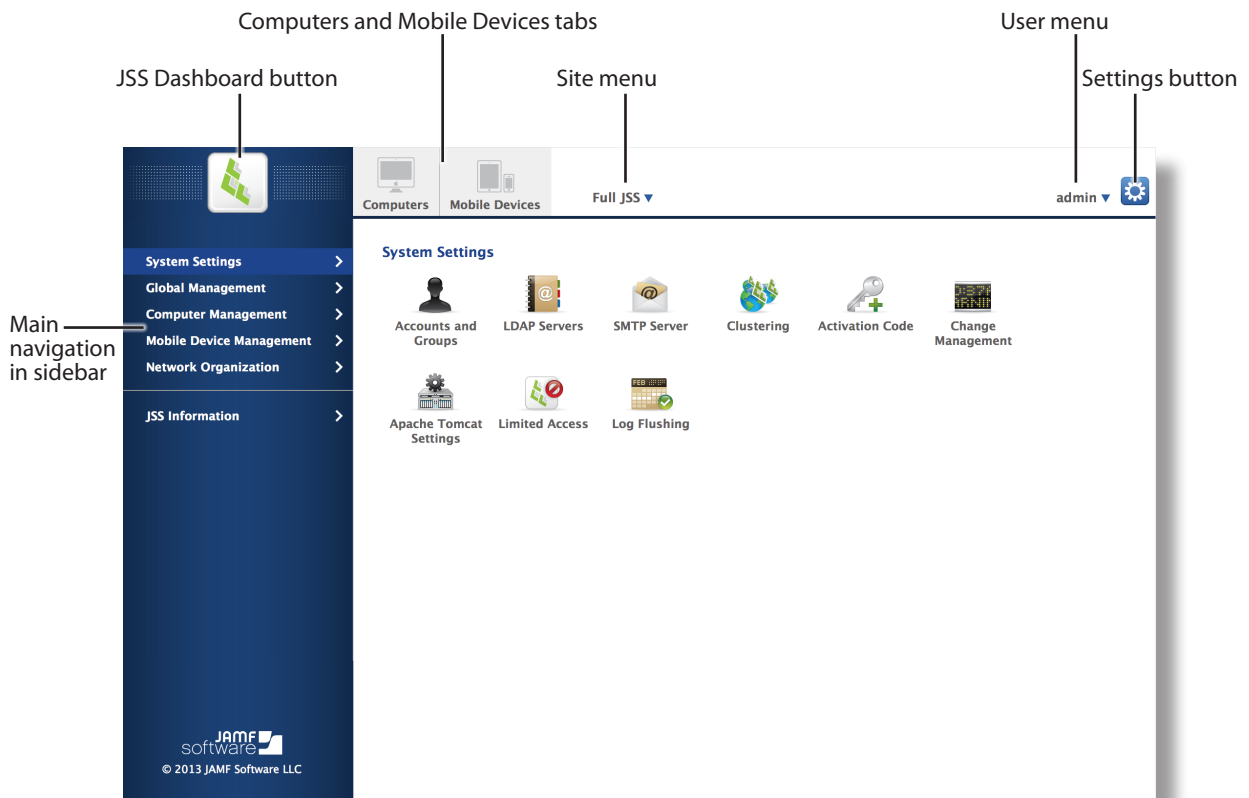 Computers and Mobile Devices tabs
User menu
JSS Dashboard button
Site menu
Settings button
Computers
Mobile Devices
Full JSS ▼
admin ▼
System Settings
Global Management
Computer Management
Mobile Device Management
Network Organization
JSS Information
Main
navigation
in sidebar
System Settings
Accounts and
Groups
LDAP Servers
SMTP Server
Clustering
Activation Code
Change
Management
Apache Tomcat
Settings
Limited Access
FEB
Log Flushing
JAMF
software
© 2013 JAMF Software LLC